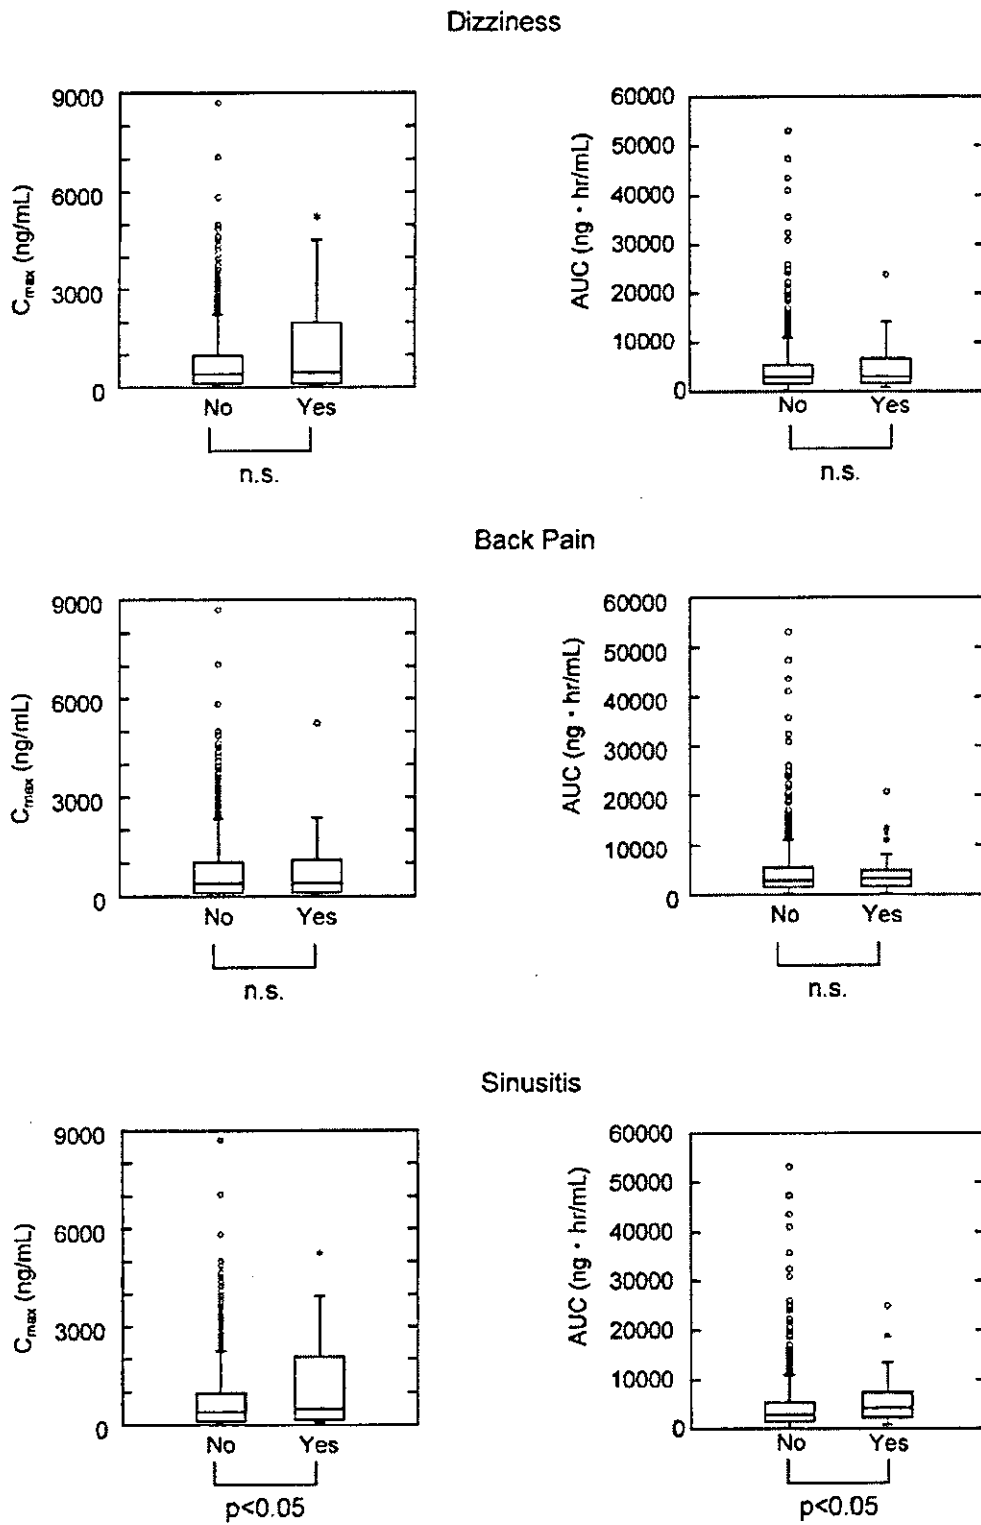 Dizziness
9000
6000
3000
0
Cmax (ng/mL)
No Yes
n.s.
60000
50000
40000
30000
20000
10000
0
AUC (ng · hr/mL)
No Yes
n.s.
Back Pain
9000
6000
3000
0
Cmax (ng/mL)
No Yes
n.s.
60000
50000
40000
30000
20000
10000
0
AUC (ng · hr/mL)
No Yes
n.s.
Sinusitis
9000
6000
3000
0
Cmax (ng/mL)
No Yes
p<0.05
60000
50000
40000
30000
20000
10000
0
AUC (ng · hr/mL)
No Yes
p<0.05